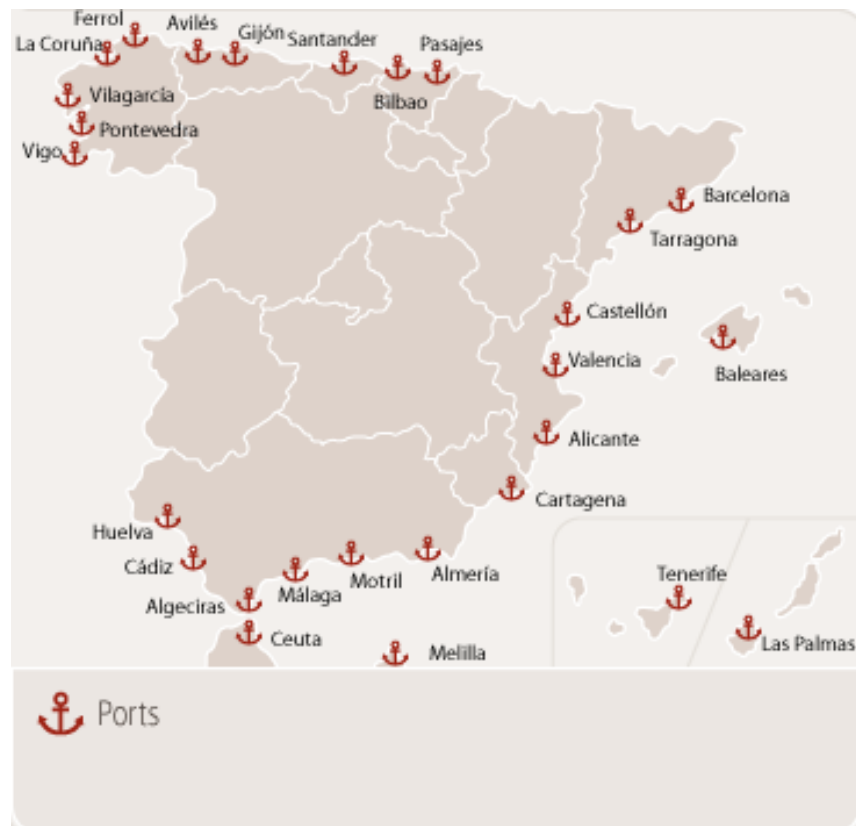 Ferrol
Avilés
Gijón
La Coruña
Santander
Pasajes
Vilagarcía
Bilbao
Pontevedra
Vigo
Barcelona
Tarragona
Castellón
Valencia
Baleares
Alicante
Cartagena
Huelva
Cádiz
Málaga
Motril
Almería
Tenerife
Algeciras
Ceuta
Melilla
Las Palmas
Ports